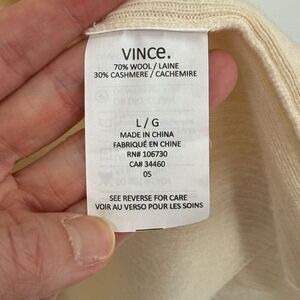 VINCE.
70% WOOL / LAINE
30% CASHMERE / CACHEMIRE
L / G
MADE IN CHINA
FABRIQUÉ EN CHINE
RN# 106730
CA# 34460
05
SEE REVERSE FOR CARE
VOIR AU VERSO POUR LES SOINS